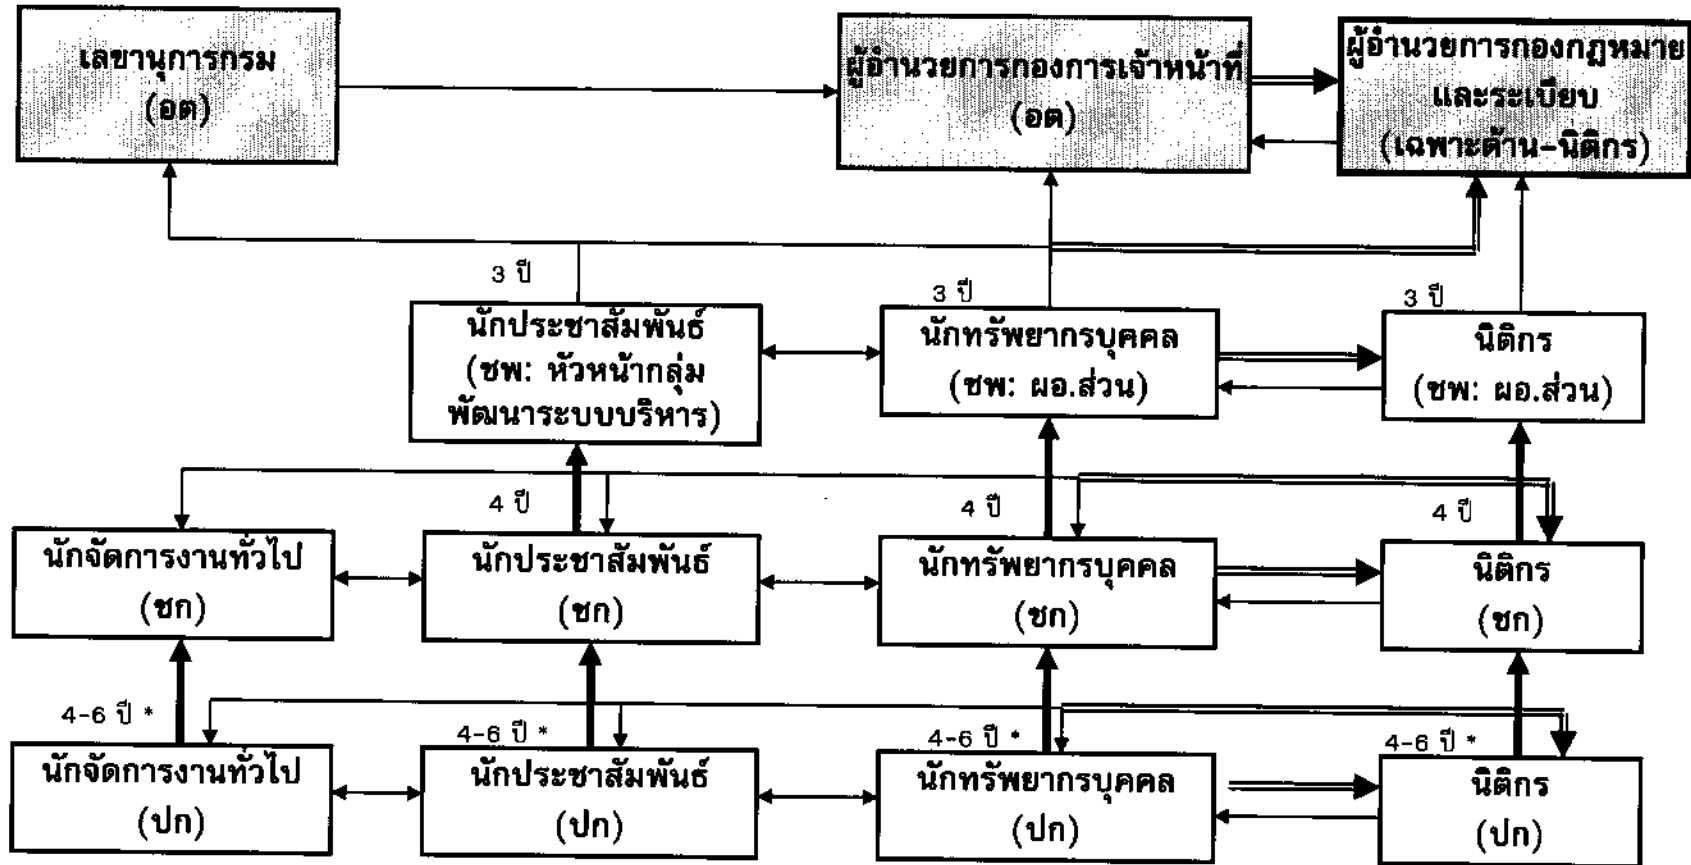 เลขานุการกรม
(อต)
ผู้อำนวยการกองการเจ้าหน้าที่
(อต)
ผู้อำนวยการกองกฎหมาย
และระเบียบ
(เฉพาะด้าน-นิติกร)
3 ปี
3 ปี
3 ปี
นักประชาสัมพันธ์
(ชพ: หัวหน้ากลุ่ม
พัฒนาระบบบริหาร)
นักทรัพยากรบุคคล
(ชพ: ผอ.ส่วน)
นิติกร
(ชพ: ผอ.ส่วน)
4 ปี
4 ปี
4 ปี
นักจัดการงานทั่วไป
(ชก)
นักประชาสัมพันธ์
(ชก)
นักทรัพยากรบุคคล
(ชก)
นิติกร
(ชก)
4-6 ปี *
4-6 ปี *
4-6 ปี *
4-6 ปี *
นักจัดการงานทั่วไป
(ปก)
นักประชาสัมพันธ์
(ปก)
นักทรัพยากรบุคคล
(ปก)
นิติกร
(ปก)